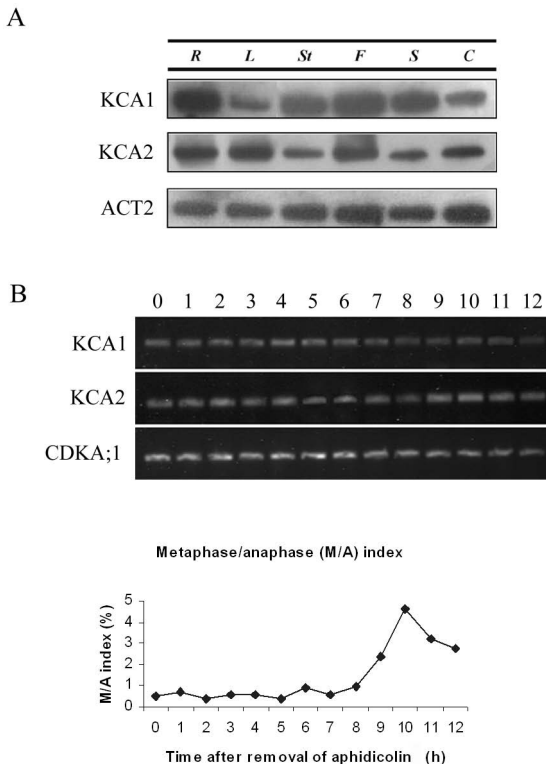 A
R L St F S C
KCA1
KCA2
ACT2
B
0 1 2 3 4 5 6 7 8 9 10 11 12
KCA1
KCA2
CDKA;1
Metaphase/anaphase (M/A) index
M/A index (%)
5
4
3
2
1
0
0 1 2 3 4 5 6 7 8 9 10 11 12
Time after removal of aphidicolin (h)